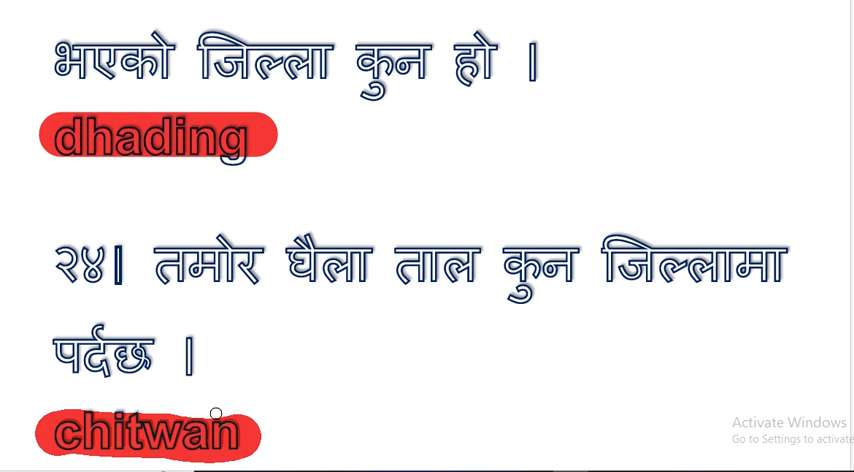 भएको जिल्ला कुन हो ।
dhading
२४। तमोर घैला ताल कुन जिल्लामा
पर्दछ ।
chitwan
Activate Windows
Go to Settings to activate